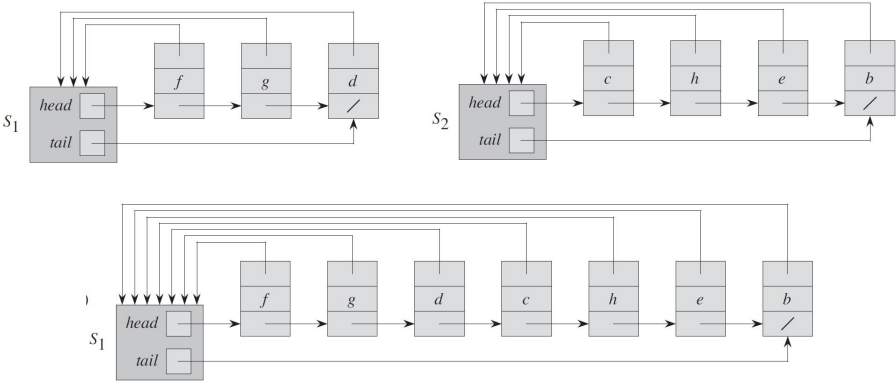 f g d
head /
S1
tail
c h e b
head /
S2
tail
f g d c h e b
)
head /
S1
tail